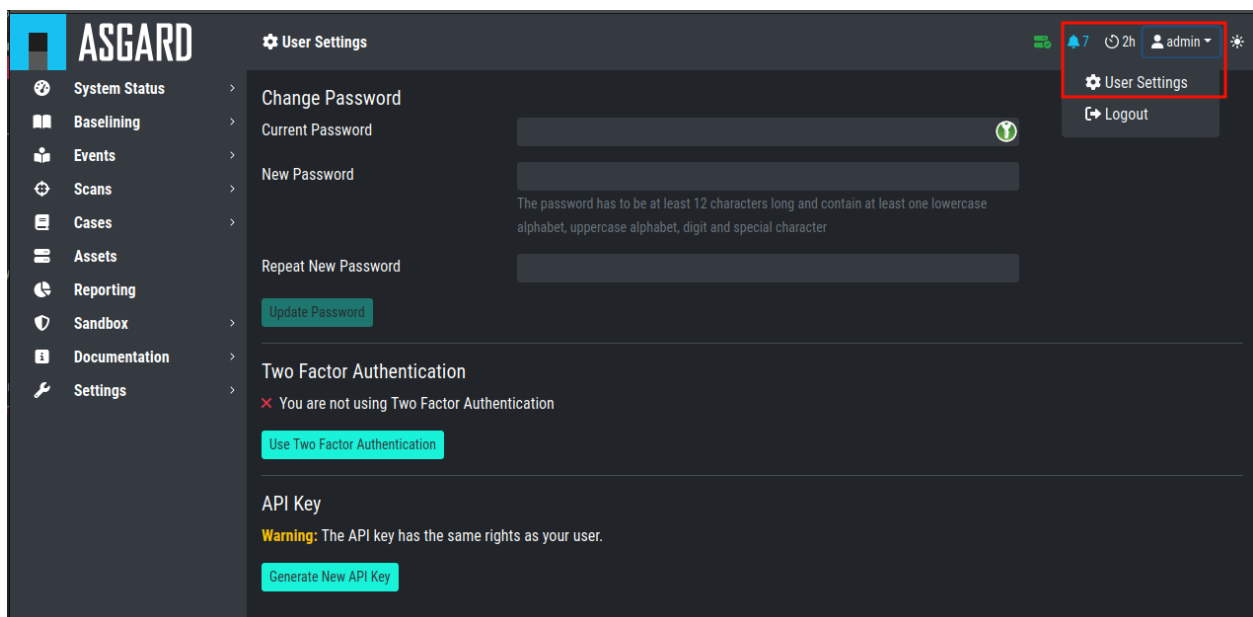 ASGARD
User Settings
7
2h
admin
User Settings
Logout
System Status
Baselining
Events
Scans
Cases
Assets
Reporting
Sandbox
Documentation
Settings
Change Password
Current Password
New Password
The password has to be at least 12 characters long and contain at least one lowercase
alphabet, uppercase alphabet, digit and special character
Repeat New Password
Update Password
Two Factor Authentication
You are not using Two Factor Authentication
Use Two Factor Authentication
API Key
Warning: The API key has the same rights as your user.
Generate New API Key